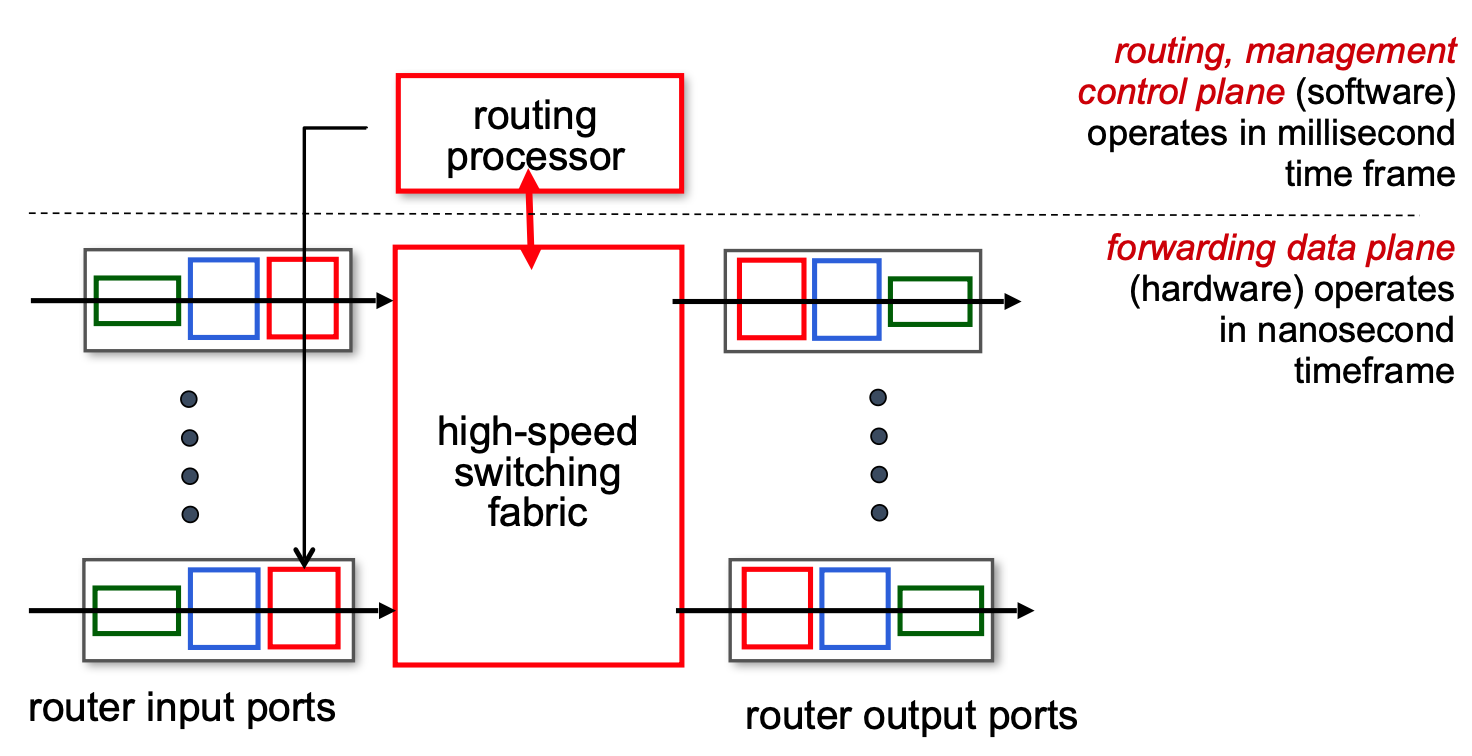 routing, management
control plane (software)
operates in millisecond
time frame
routing
processor
forwarding data plane
(hardware) operates
in nanosecond
timeframe
high-speed
switching
fabric
router input ports
router output ports